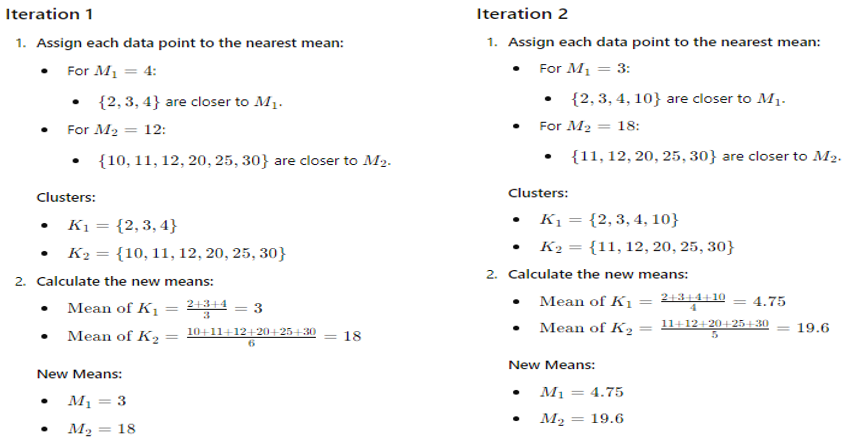 Iteration 1
1. Assign each data point to the nearest mean:
• For M₁ = 4:
• {2, 3, 4} are closer to M₁.
• For M₂ = 12:
• {10, 11, 12, 20, 25, 30} are closer to M₂.
Clusters:
• K₁ = {2, 3, 4}
• K₂ = {10, 11, 12, 20, 25, 30}
2. Calculate the new means:
• Mean of K₁ = (2+3+4)/3 = 3
• Mean of K₂ = (10+11+12+20+25+30)/6 = 18
New Means:
• M₁ = 3
• M₂ = 18
Iteration 2
1. Assign each data point to the nearest mean:
• For M₁ = 3:
• {2, 3, 4, 10} are closer to M₁.
• For M₂ = 18:
• {11, 12, 20, 25, 30} are closer to M₂.
Clusters:
• K₁ = {2, 3, 4, 10}
• K₂ = {11, 12, 20, 25, 30}
2. Calculate the new means:
• Mean of K₁ = (2+3+4+10)/4 = 4.75
• Mean of K₂ = (11+12+20+25+30)/5 = 19.6
New Means:
• M₁ = 4.75
• M₂ = 19.6